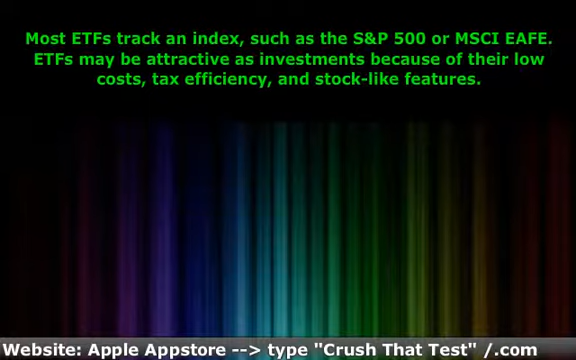 Most ETFs track an index, such as the S&P 500 or MSCI EAFE.
ETFs may be attractive as investments because of their low
costs, tax efficiency, and stock-like features.
Website: Apple Appstore --> type "Crush That Test" /.com